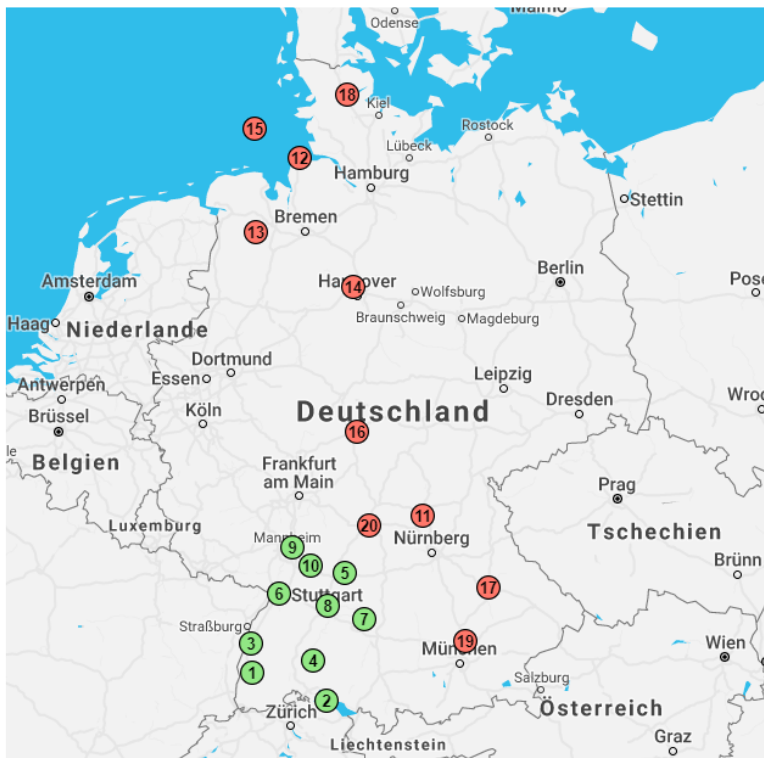 Malmö
Odense
18
Kiel
15
Rostock
12
Lübeck
Hamburg
Stettin
13
Bremen
Amsterdam
Hannover
14
Berlin
Wolfsburg
Posen
Haag
Niederlande
Braunschweig
Magdeburg
Dortmund
Essen
Leipzig
Antwerpen
Dresden
Köln
Deutschland
Brüssel
16
Belgien
Frankfurt
am Main
Prag
11
Luxemburg
20
Tschechien
Mannheim
9
Nürnberg
10
5
Brünn
6
Stuttgart
17
8
7
Straßburg
3
19
Wien
4
München
1
Salzburg
2
Österreich
Zürich
Graz
Liechtenstein